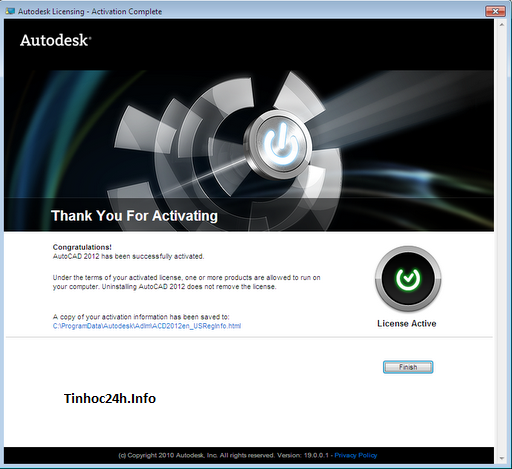 Autodesk Licensing - Activation Complete
Autodesk®
Thank You For Activating
Congratulations!
AutoCAD 2012 has been successfully activated.
Under the terms of your activated license, one or more products are allowed to run on
your computer. Uninstalling AutoCAD 2012 does not remove the license.
License Active
A copy of your activation information has been saved to:
C:\ProgramData\Autodesk\Adlm\ACD2012en_USRegInfo.html
Finish
Tinhoc24h.Info
(c) Copyright 2010 Autodesk, Inc. All rights reserved. Version: 19.0.0.1 - Privacy Policy